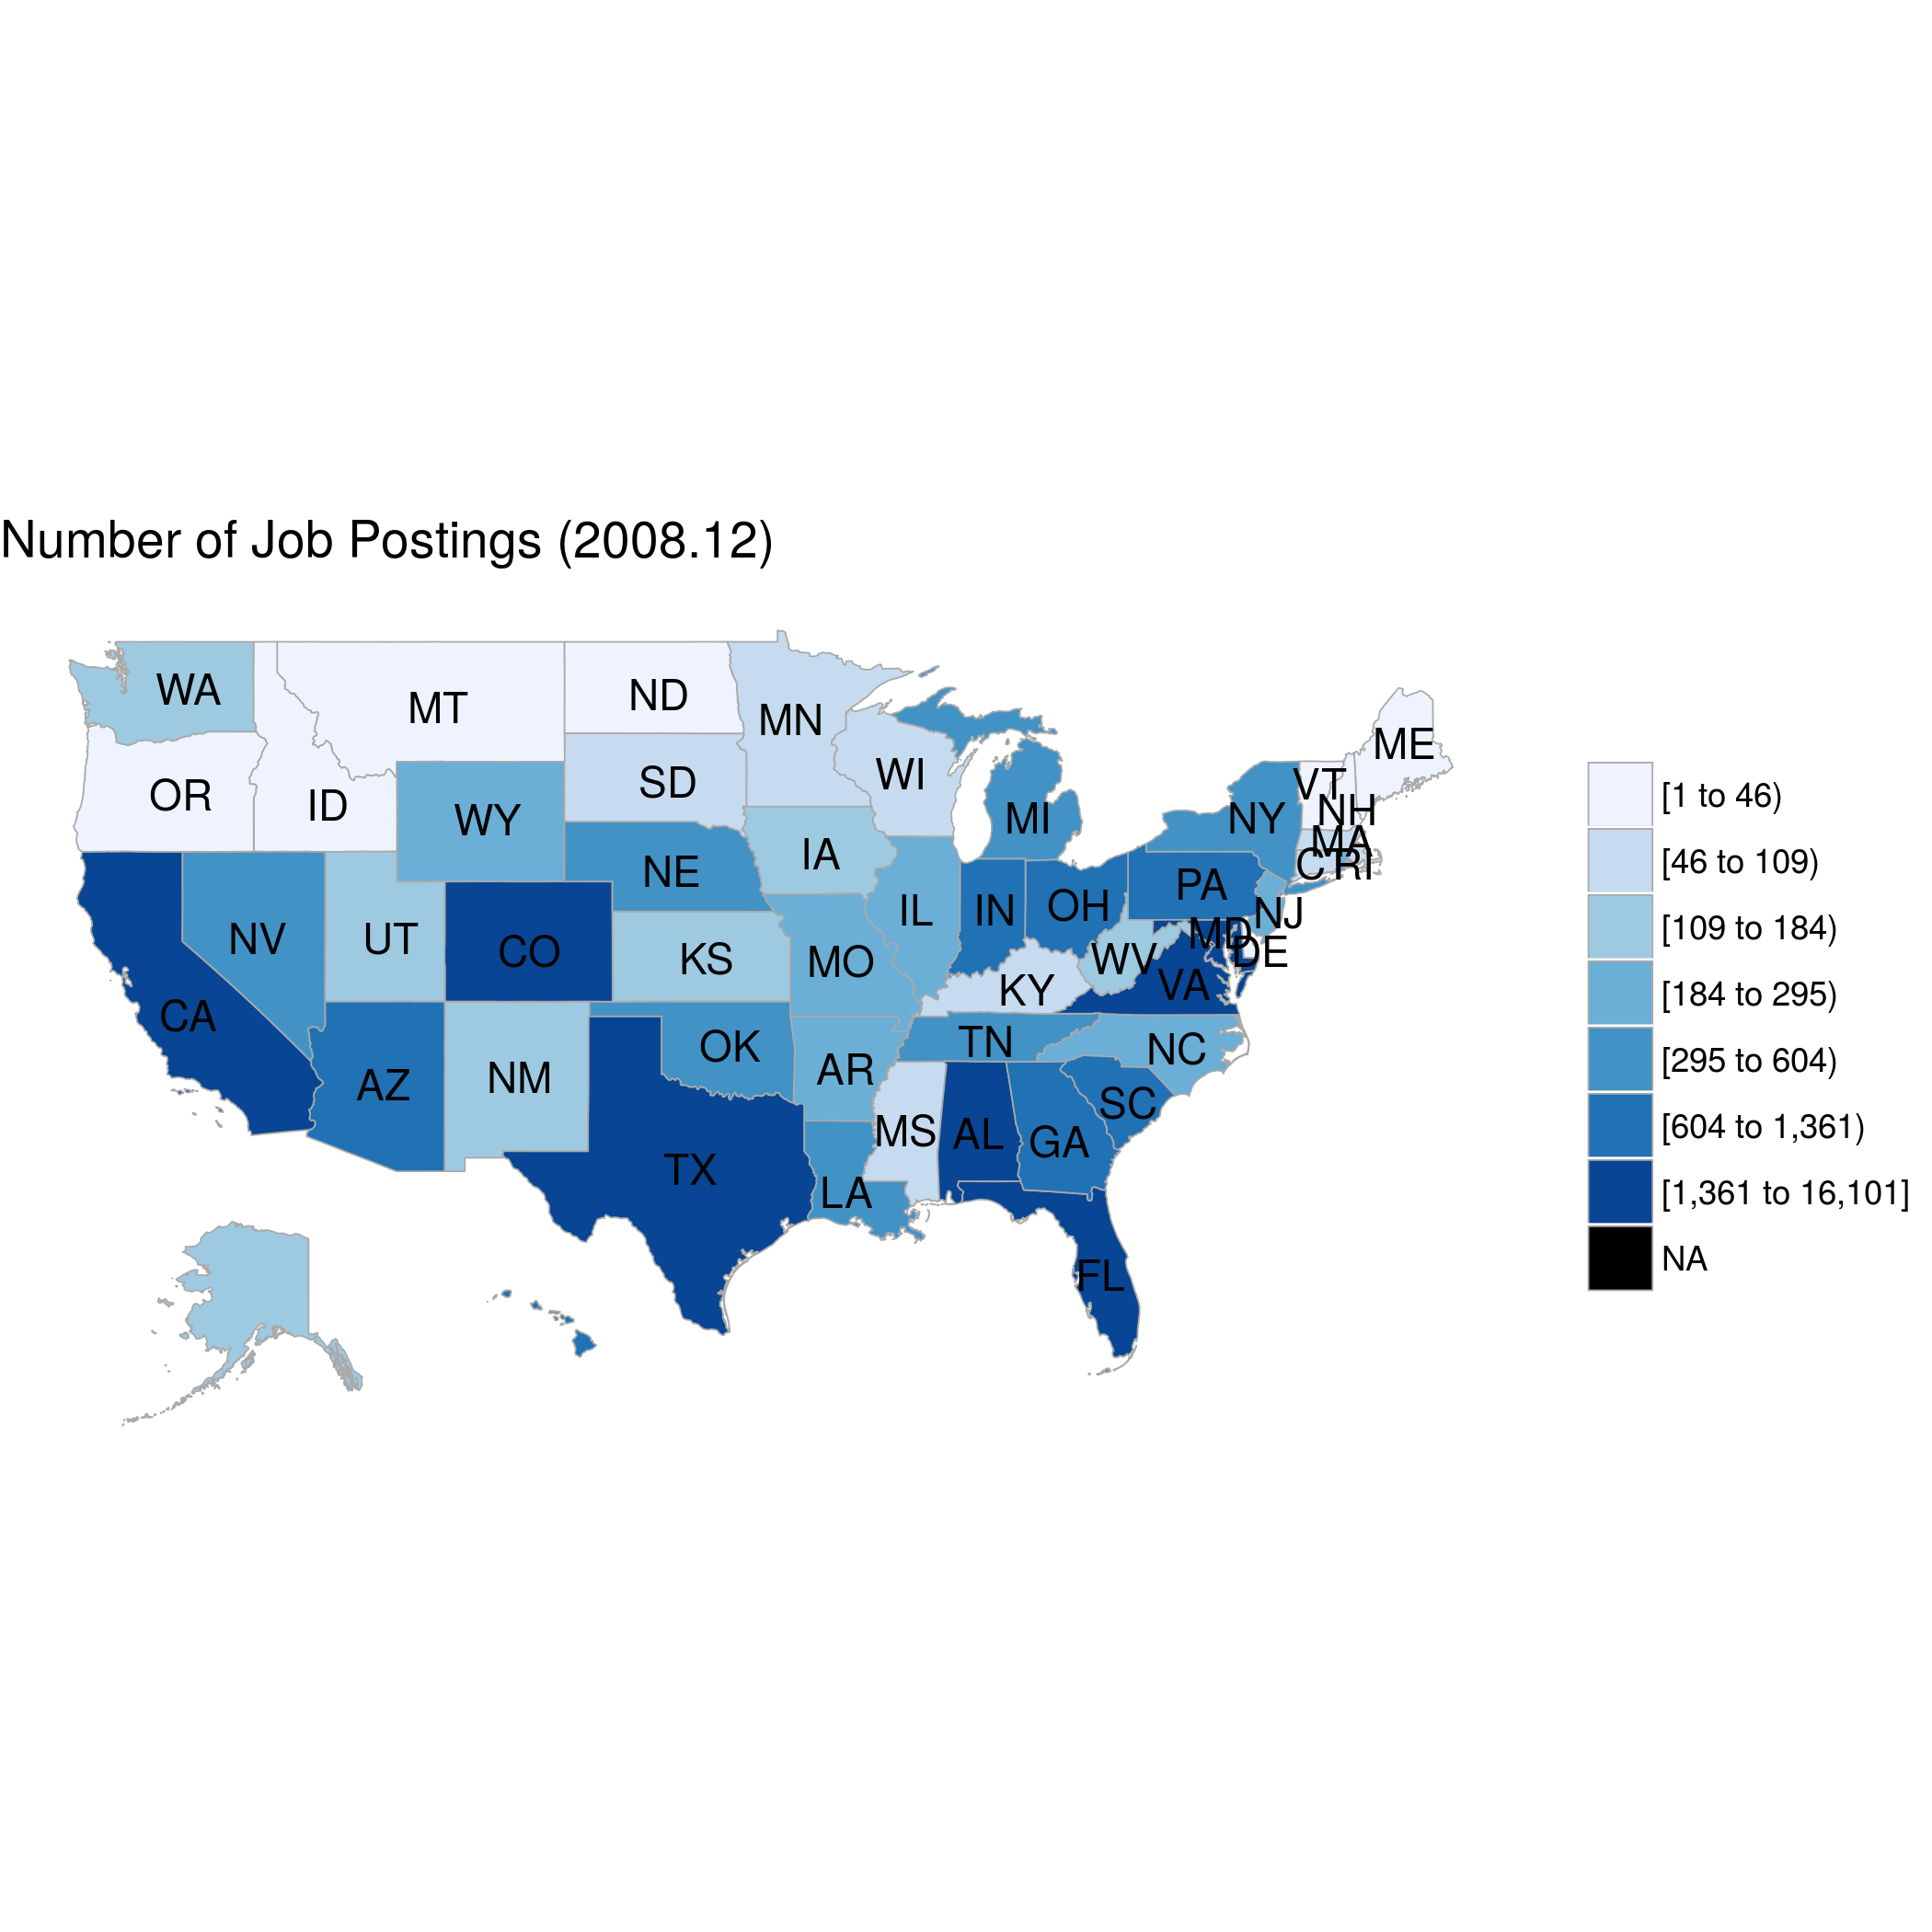 Number of Job Postings (2008.12)
WA
MT
ND
MN
ME
OR
ID
WY
SD
WI
MI
VT
NH
NY
MA
CT
RI
NV
UT
CO
NE
IA
IL
IN
OH
PA
NJ
MD
DE
CA
KS
MO
KY
WV
VA
AZ
NM
OK
AR
TN
NC
TX
LA
MS
AL
GA
SC
FL
[1 to 46)
[46 to 109)
[109 to 184)
[184 to 295)
[295 to 604)
[604 to 1,361)
[1,361 to 16,101]
NA